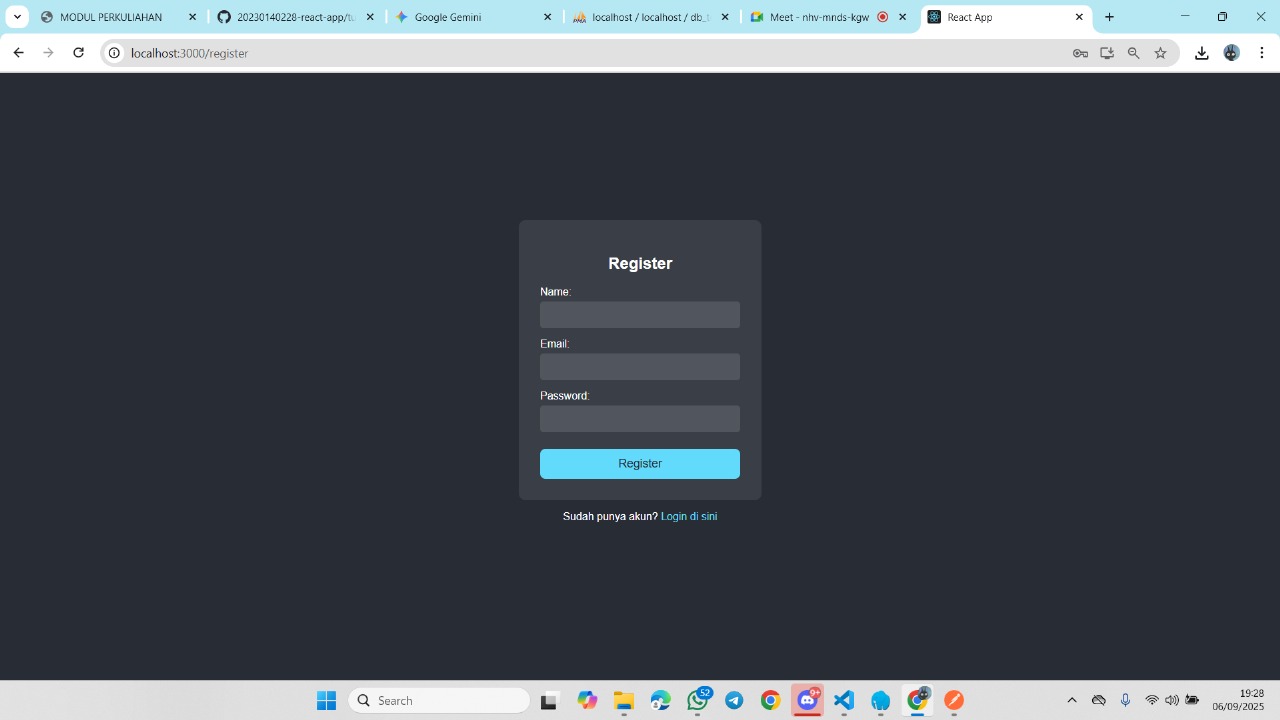 MODUL PERKULIAHAN
20230140228-react-app/tu
Google Gemini
localhost / localhost / db_t
Meet - nhv-mnds-kgw
React App
localhost:3000/register
Register
Name:
Email:
Password:
Register
Sudah punya akun? Login di sini
Search
52
9+
19:28
06/09/2025